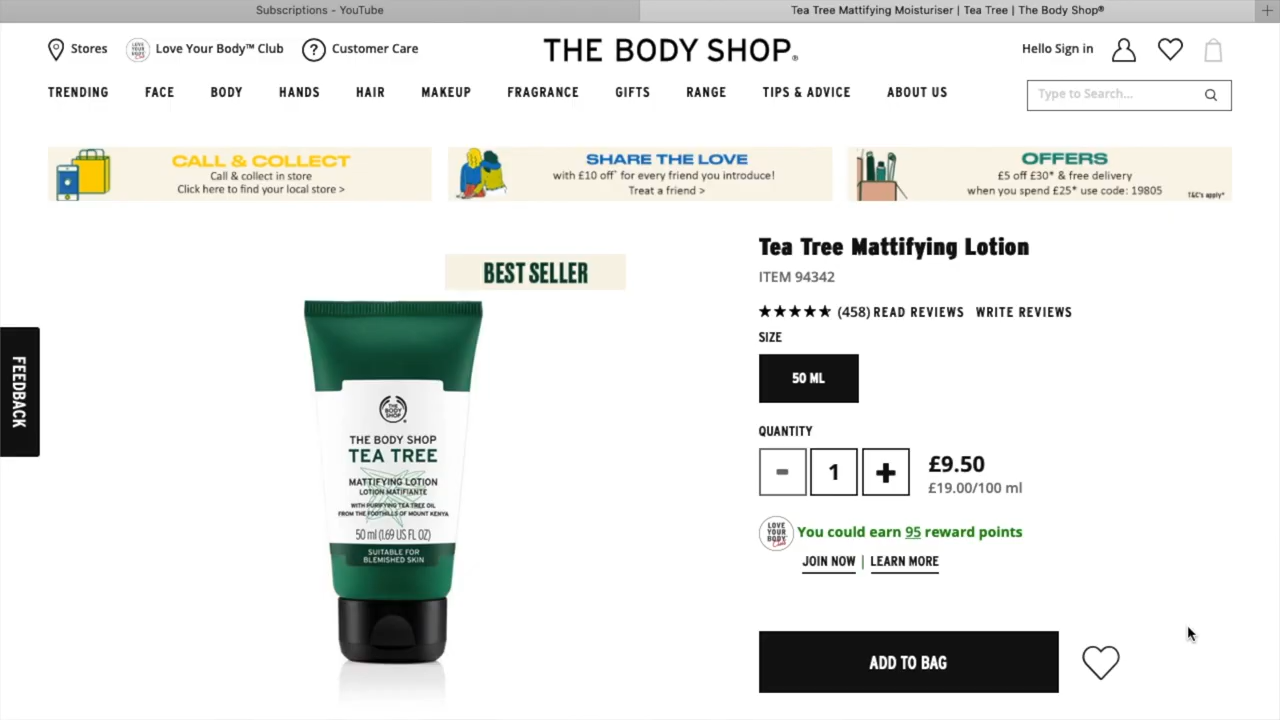 Subscriptions - YouTube
Tea Tree Mattifying Moisturiser | Tea Tree | The Body Shop®
Stores
Love Your Body™ Club
? Customer Care
THE BODY SHOP®
Hello Sign in
TRENDING FACE BODY HANDS HAIR MAKEUP FRAGRANCE GIFTS RANGE TIPS & ADVICE ABOUT US
Type to Search...
CALL & COLLECT
Call & collect in store
Click here to find your local store >
SHARE THE LOVE
with £10 off* for every friend you introduce!
Treat a friend >
OFFERS
£5 off £30* & free delivery
when you spend £25* use code: 19805
T&C's apply*
BEST SELLER
Tea Tree Mattifying Lotion
ITEM 94342
(458) READ REVIEWS WRITE REVIEWS
SIZE
50 ML
QUANTITY
- 1 +
£9.50
£19.00/100 ml
LOVE YOUR BODY Club
You could earn 95 reward points
JOIN NOW | LEARN MORE
ADD TO BAG
FEEDBACK
THE BODY SHOP.
THE BODY SHOP
TEA TREE
MATTIFYING LOTION
LOTION MATIFIANTE
WITH PURIFYING TEA TREE OIL
FROM THE FOOTHILLS OF MOUNT KENYA
50 ml (1.69 US FL OZ)
SUITABLE FOR
BLEMISHED SKIN